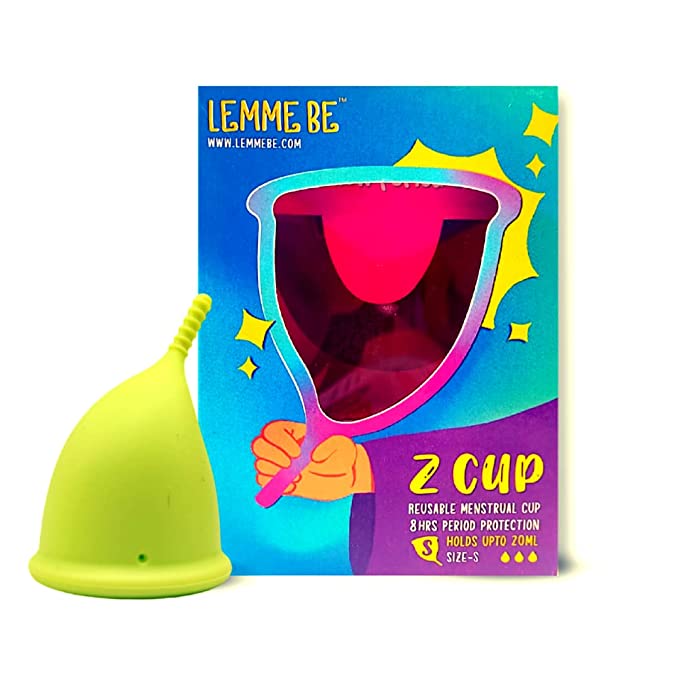 LEMME BE™
WWW.LEMMEBE.COM
Z CUP
REUSABLE MENSTRUAL CUP
8HRS PERIOD PROTECTION
S HOLDS UPTO 20ML
SIZE-S